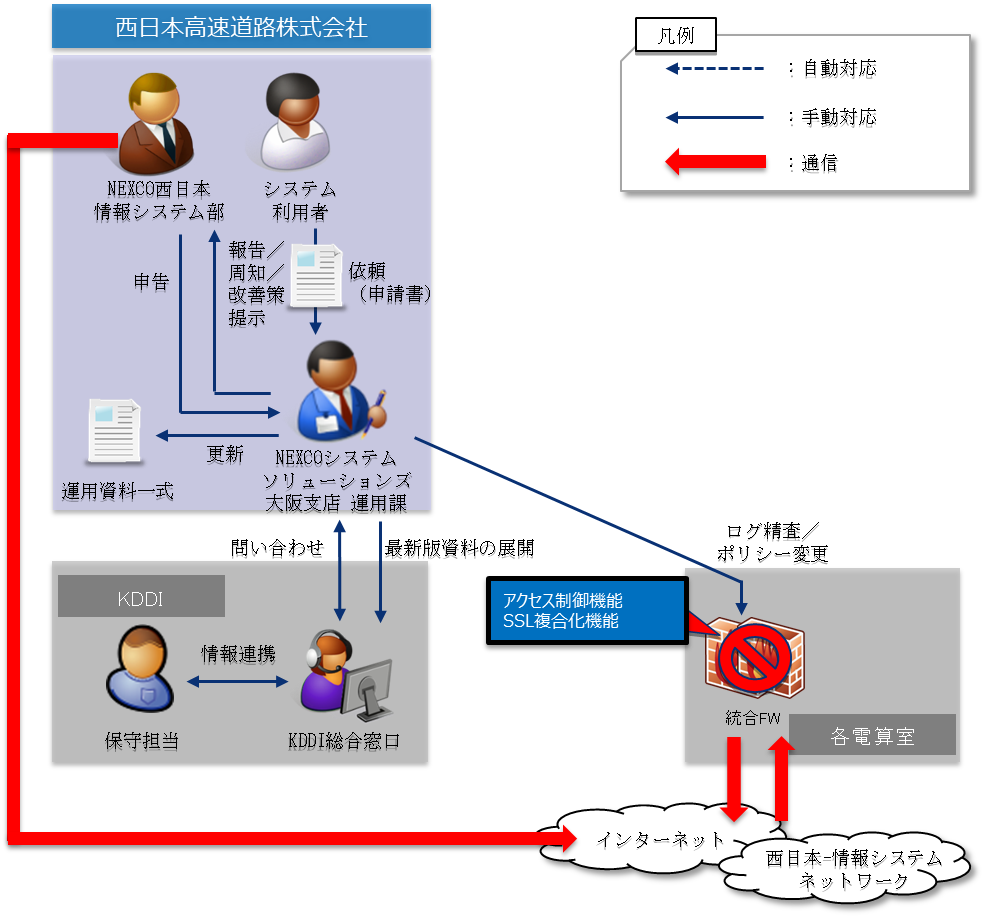 西日本高速道路株式会社
凡例
：自動対応
：手動対応
：通信
NEXCO西日本
情報システム部
システム
利用者
申告
報告／
周知／
改善策
提示
依頼
（申請書）
更新
運用資料一式
NEXCOシステム
ソリューションズ
大阪支店 運用課
問い合わせ
最新版資料の展開
ログ精査／
ポリシー変更
KDDI
情報連携
保守担当
KDDI総合窓口
アクセス制御機能
SSL複合化機能
統合FW
各電算室
インターネット
西日本-情報システム
ネットワーク